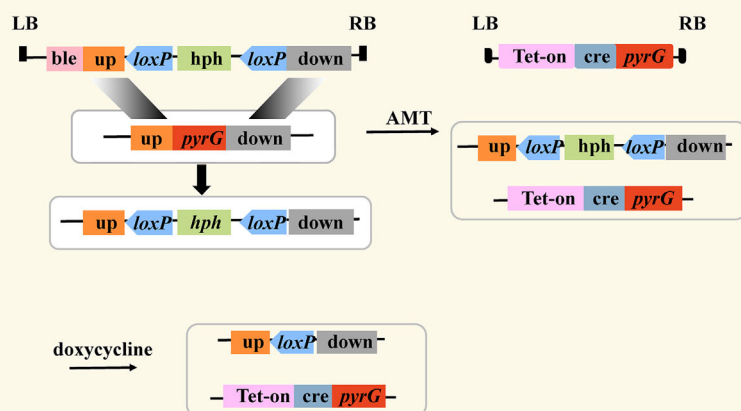 LB RB
ble up loxP hph loxP down
up pyrG down
up loxP hph loxP down
LB RB
Tet-on cre pyrG
AMT
up loxP hph loxP down
Tet-on cre pyrG
doxycycline
up loxP down
Tet-on cre pyrG